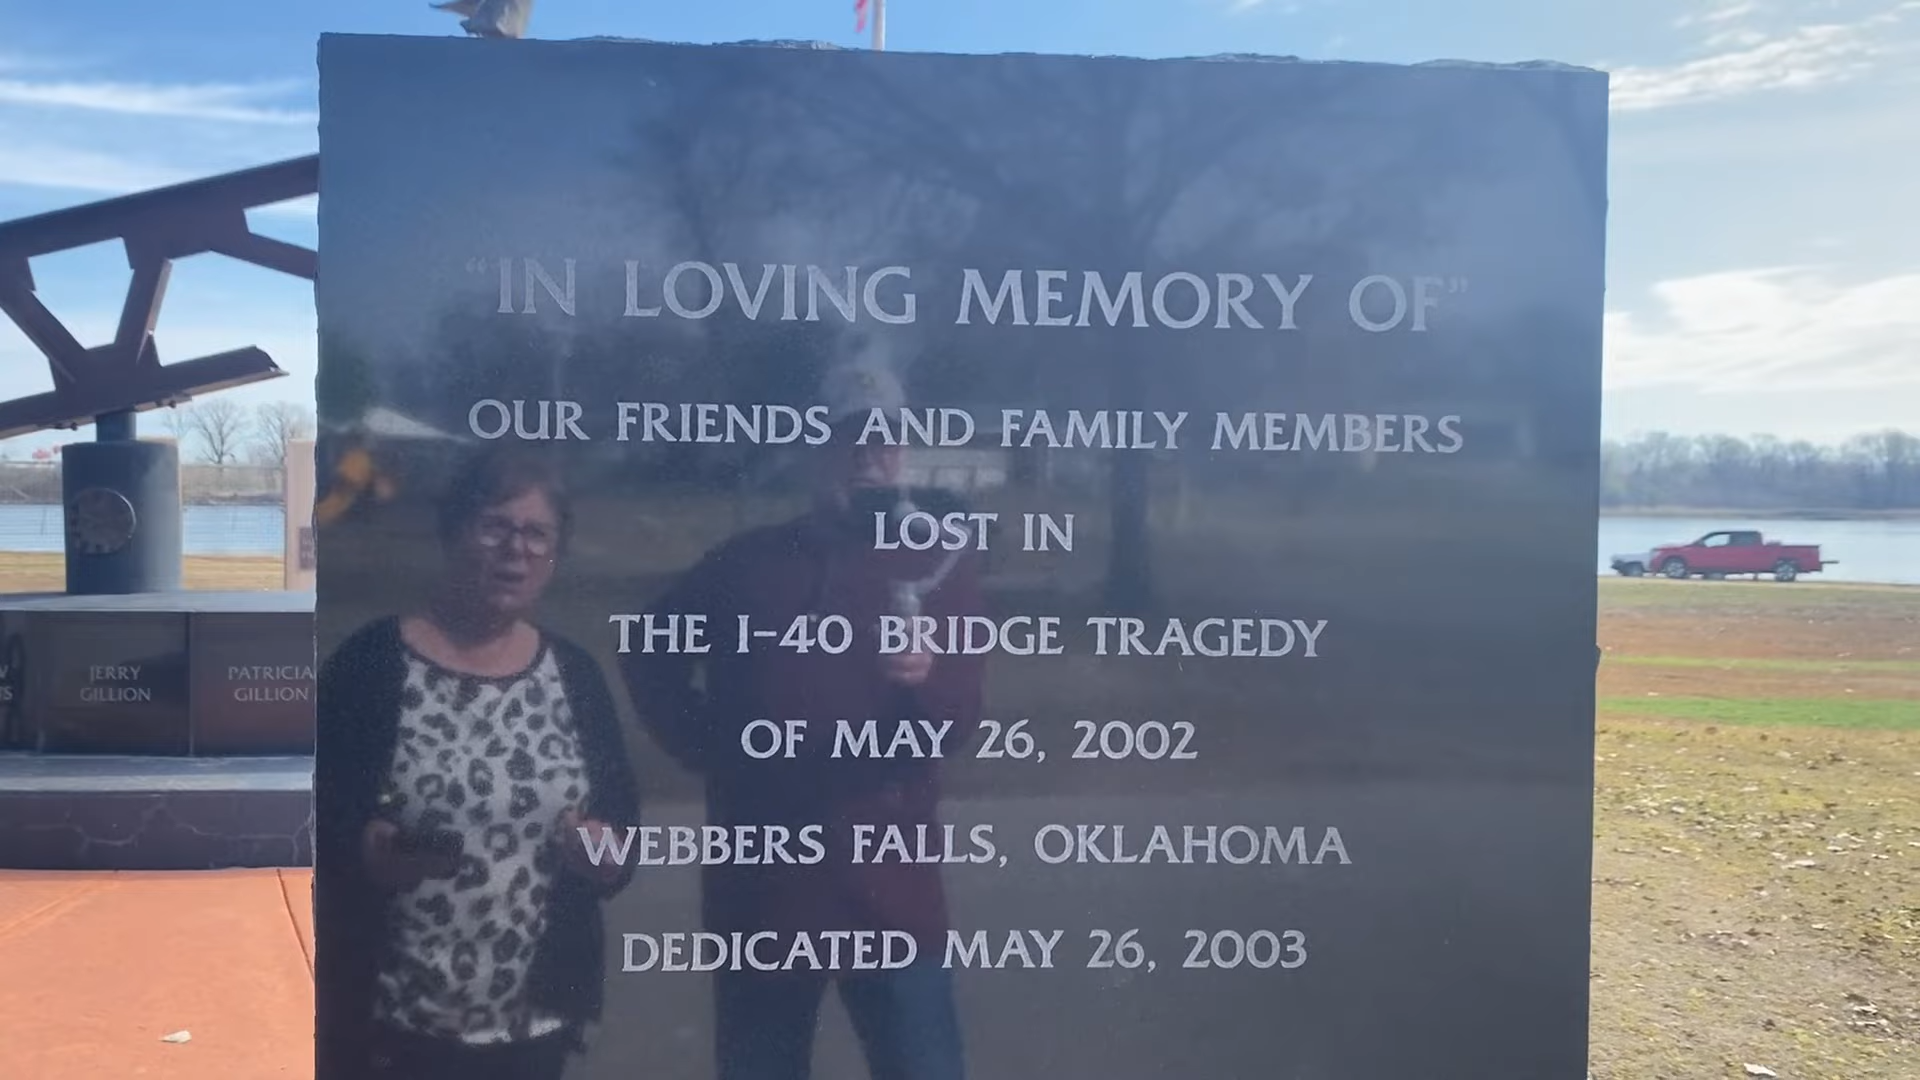 “IN LOVING MEMORY OF”
OUR FRIENDS AND FAMILY MEMBERS
LOST IN
THE I-40 BRIDGE TRAGEDY
OF MAY 26, 2002
WEBBERS FALLS, OKLAHOMA
DEDICATED MAY 26, 2003
JERRY
GILLION
PATRICIA
GILLION